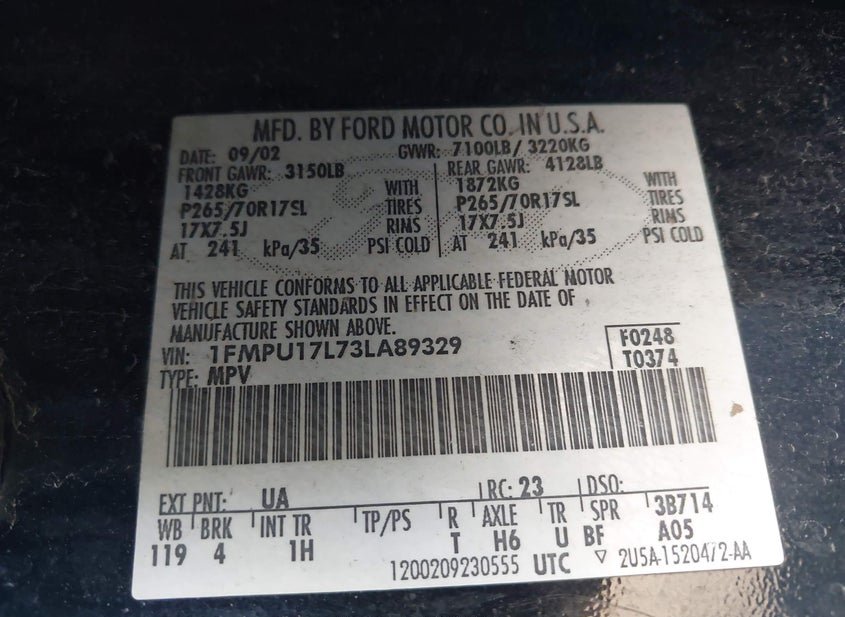 MFD. BY FORD MOTOR CO. IN U.S.A.
DATE: 09/02 GVWR: 7100LB/ 3220KG
FRONT GAWR: 3150LB REAR GAWR: 4128LB
1428KG WITH 1872KG WITH
P265/70R17SL TIRES P265/70R17SL TIRES
17X7.5J RIMS 17X7.5J RIMS
AT 241 kPa/35 PSI COLD AT 241 kPa/35 PSI COLD
THIS VEHICLE CONFORMS TO ALL APPLICABLE FEDERAL MOTOR
VEHICLE SAFETY STANDARDS IN EFFECT ON THE DATE OF
MANUFACTURE SHOWN ABOVE.
VIN: 1FMPU17L73LA89329 F0248
TYPE: MPV T0374
EXT PNT: UA RC: 23 DSO:
WB BRK INT TR TP/PS R AXLE TR SPR 3B714
119 4 1H T H6 U BF A05
1200209230555 UTC ▽ 2U5A-1520472-AA